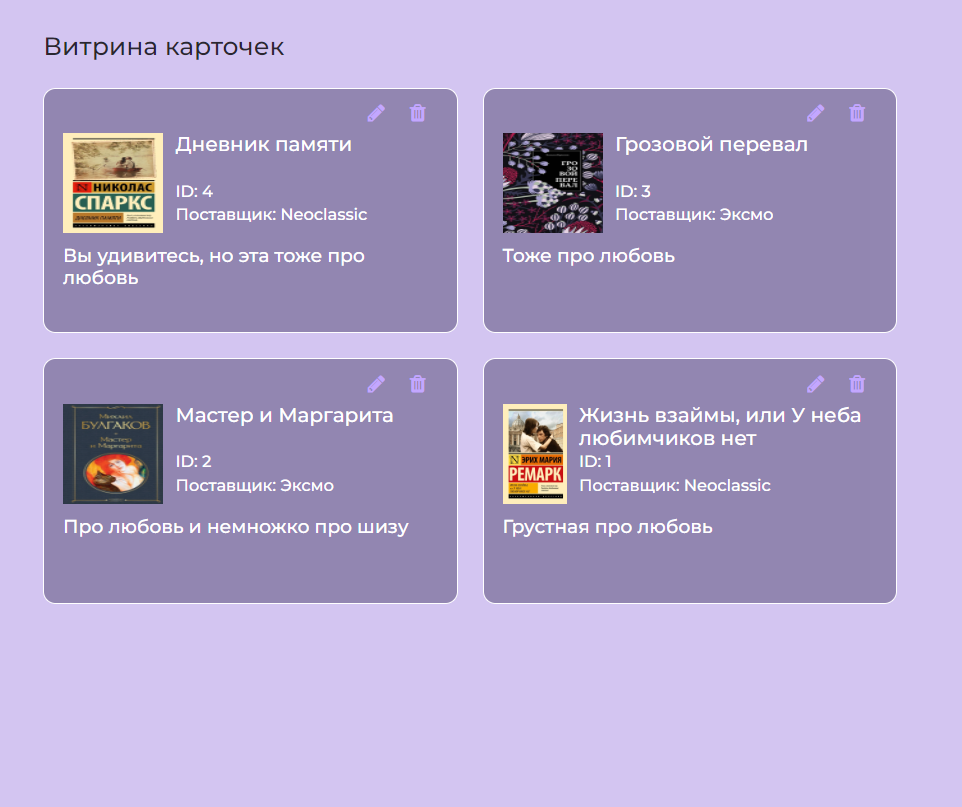 Витрина карточек
Дневник памяти
НИКОЛАС
СПАРКС
ДНЕВНИК ПАМЯТИ
ID: 4
Поставщик: Neoclassic
Вы удивитесь, но эта тоже про
любовь
Грозовой перевал
ГРО
ЗО
ВОЙ
ПЕРЕ
ВАЛ
ID: 3
Поставщик: Эксмо
Тоже про любовь
Мастер и Маргарита
Михаил
БУЛГАКОВ
Мастер
и Маргарита
ID: 2
Поставщик: Эксмо
Про любовь и немножко про шизу
Жизнь взаймы, или У неба
любимчиков нет
N ЭРИХ МАРИЯ
РЕМАРК
ID: 1
Поставщик: Neoclassic
Грустная про любовь